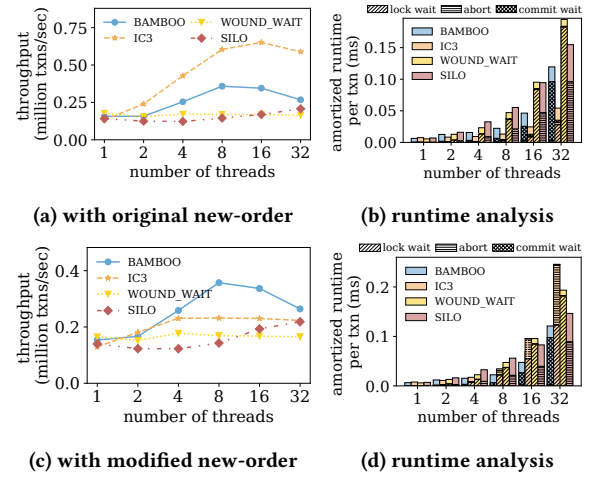 throughput
(million txns/sec)
0.75
0.50
0.25
0.00
BAMBOO
IC3
WOUND_WAIT
SILO
1 2 4 8 16 32
number of threads
(a) with original new-order
lock wait abort
commit wait
amortized runtime
per txn (ms)
0.15
0.10
0.05
0.00
BAMBOO
IC3
WOUND_WAIT
SILO
1 2 4 8 16 32
number of threads
(b) runtime analysis
throughput
(million txns/sec)
0.4
0.2
0.0
BAMBOO
IC3
WOUND_WAIT
SILO
1 2 4 8 16 32
number of threads
(c) with modified new-order
lock wait abort commit wait
amortized runtime
per txn (ms)
0.2
0.1
0.0
BAMBOO
IC3
WOUND_WAIT
SILO
1 2 4 8 16 32
number of threads
(d) runtime analysis